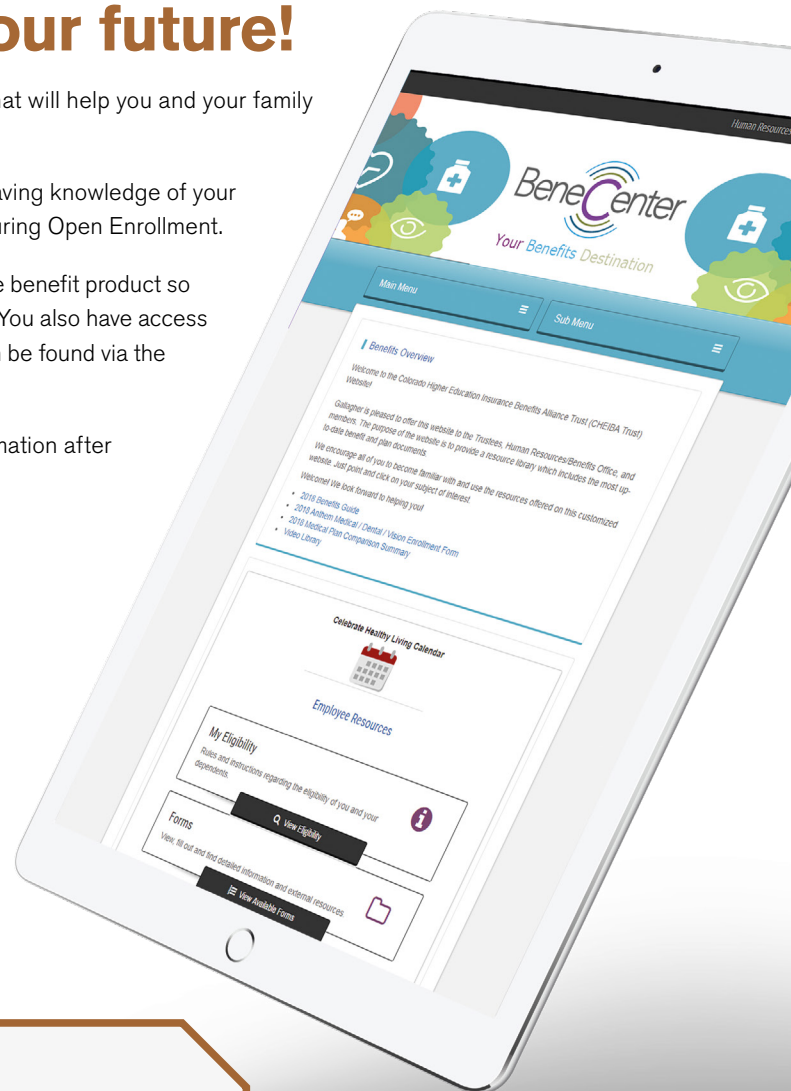 our future!
hat will help you and your family
aving knowledge of your
uring Open Enrollment.
e benefit product so
You also have access
be found via the
mation after
Human Resources
BeneCenter
Your Benefits Destination
Main Menu
Sub Menu
Benefits Overview
Welcome to the Colorado Higher Education Insurance Benefits Alliance Trust (CHEIBA Trust)
Website!
Gallagher is pleased to offer this website to the Trustees, Human Resources/Benefits Office, and
members. The purpose of the website is to provide a resource library which includes the most up-
to-date benefit and plan documents.
We encourage all of you to become familiar with and use the resources offered on this customized
website. Just point and click on your subject of interest.
Welcome! We look forward to helping you!
• 2018 Benefits Guide
• 2018 Anthem Medical / Dental / Vision Enrollment Form
• 2018 Medical Plan Comparison Summary
• Video Library
Celebrate Healthy Living Calendar
Employee Resources
My Eligibility
Rules and instructions regarding the eligibility of you and your
dependents.
View Eligibility
Forms
View, fill out and find detailed information and external resources.
View Available Forms